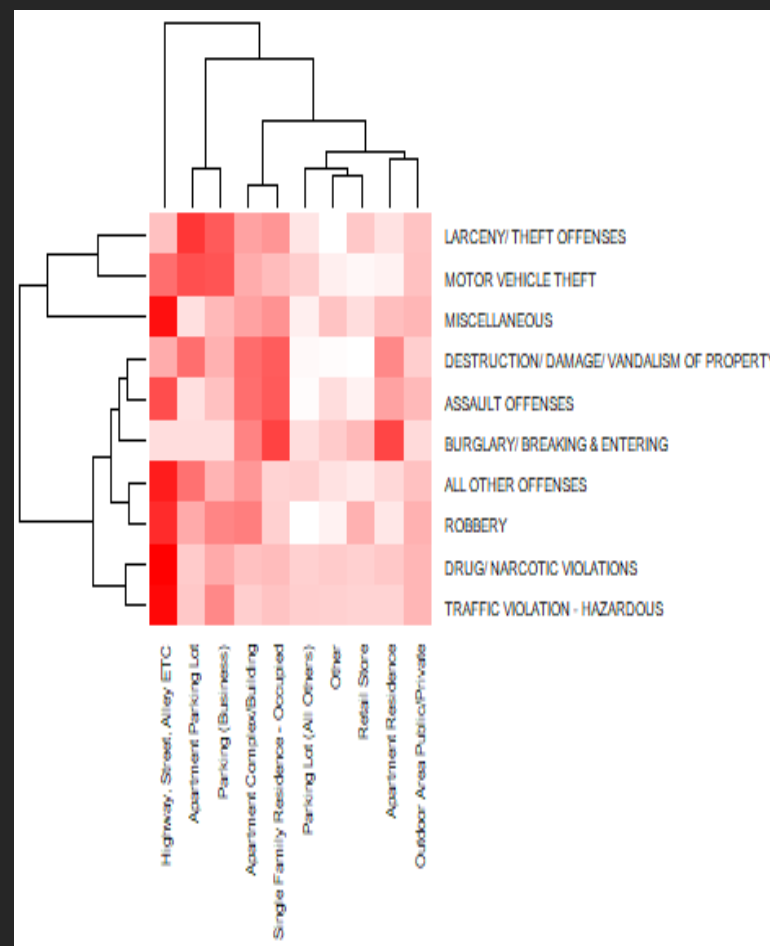 LARCENY/ THEFT OFFENSES
MOTOR VEHICLE THEFT
MISCELLANEOUS
DESTRUCTION/ DAMAGE/ VANDALISM OF PROPERTY
ASSAULT OFFENSES
BURGLARY/ BREAKING & ENTERING
ALL OTHER OFFENSES
ROBBERY
DRUG/ NARCOTIC VIOLATIONS
TRAFFIC VIOLATION - HAZARDOUS
Highway, Street, Alley ETC
Apartment Parking Lot
Parking (Business)
Apartment Complex/Building
Single Family Residence - Occupied
Parking Lot (All Others)
Other
Retail Store
Apartment Residence
Outdoor Area Public/Private